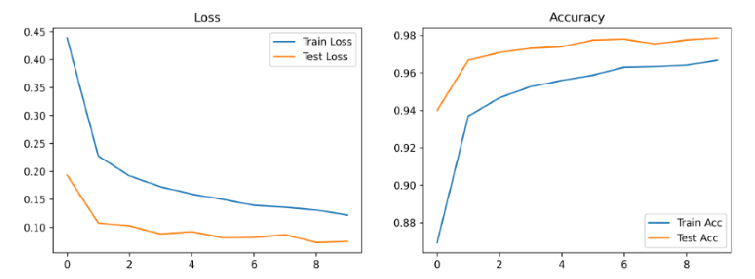 Loss
0.45
0.40
0.35
0.30
0.25
0.20
0.15
0.10
0 2 4 6 8
Train Loss
Test Loss
Accuracy
0.98
0.96
0.94
0.92
0.90
0.88
0 2 4 6 8
Train Acc
Test Acc